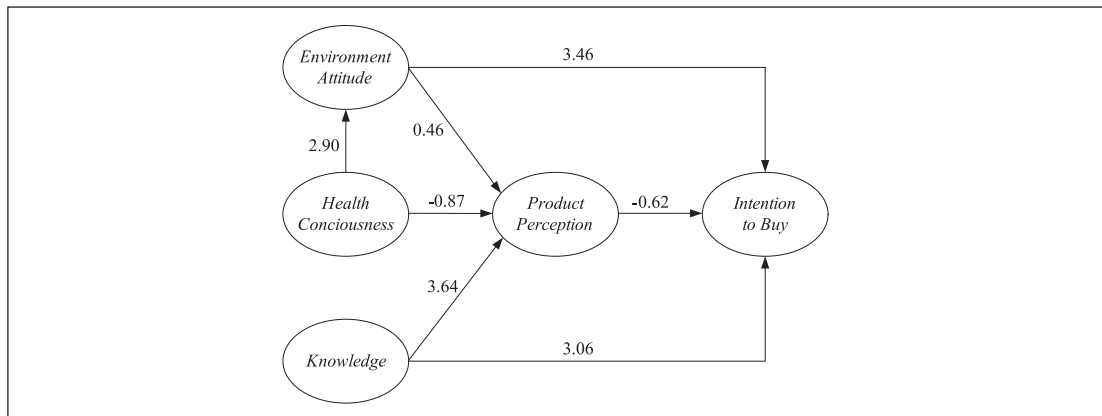 Environment
Attitude
3.46
0.46
2.90
Health
Conciousness
-0.87
Product
Perception
-0.62
Intention
to Buy
3.64
Knowledge
3.06